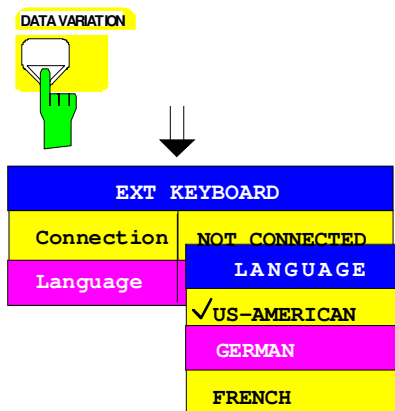 DATA VARIATION
EXT KEYBOARD
Connection NOT CONNECTED
Language
LANGUAGE
US-AMERICAN
GERMAN
FRENCH